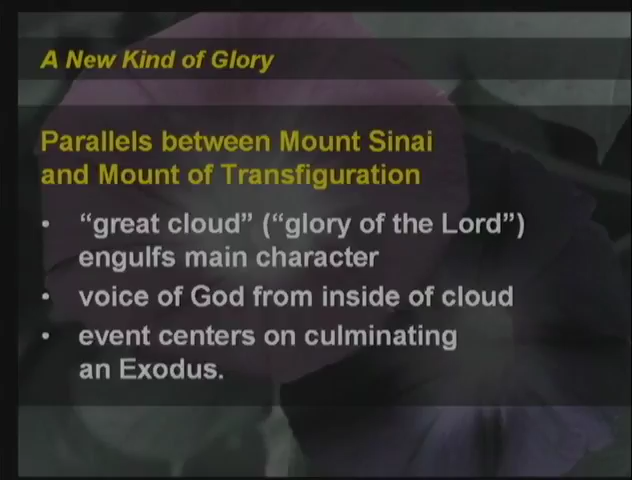 A New Kind of Glory
Parallels between Mount Sinai
and Mount of Transfiguration
• “great cloud” (“glory of the Lord”)
engulfs main character
• voice of God from inside of cloud
• event centers on culminating
an Exodus.